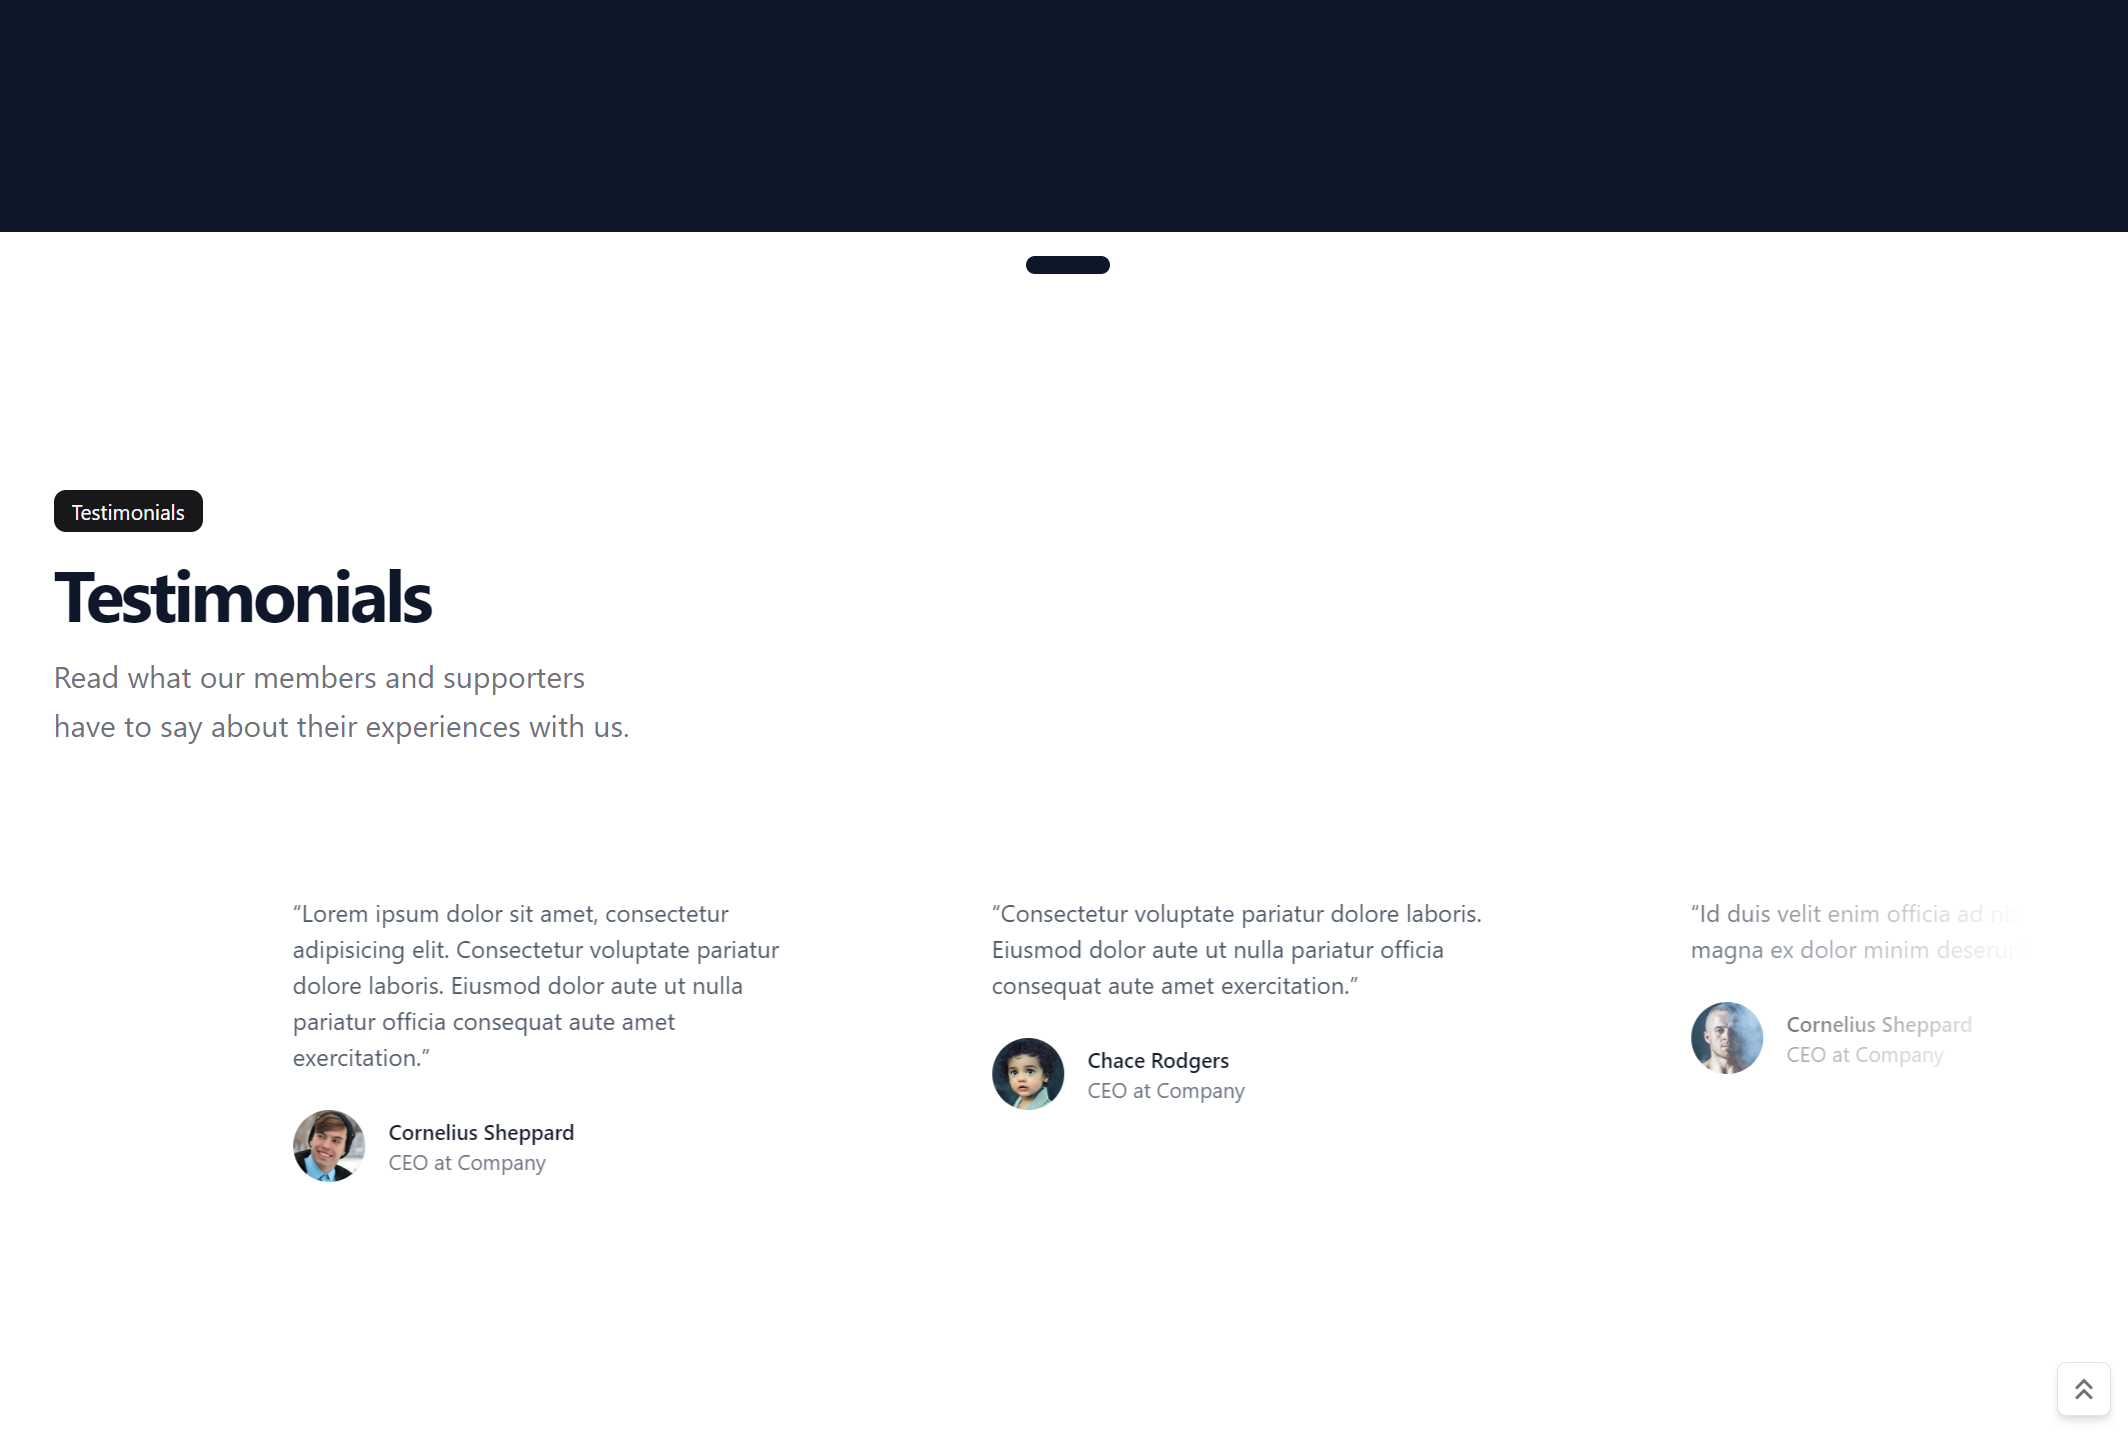 Testimonials
Testimonials
Read what our members and supporters
have to say about their experiences with us.
“Lorem ipsum dolor sit amet, consectetur
adipisicing elit. Consectetur voluptate pariatur
dolore laboris. Eiusmod dolor aute ut nulla
pariatur officia consequat aute amet
exercitation.”
Cornelius Sheppard
CEO at Company
“Consectetur voluptate pariatur dolore laboris.
Eiusmod dolor aute ut nulla pariatur officia
consequat aute amet exercitation.”
Chace Rodgers
CEO at Company
“Id duis velit enim officia ad
magna ex dolor minim
Cornelius Sheppard
CEO at Company